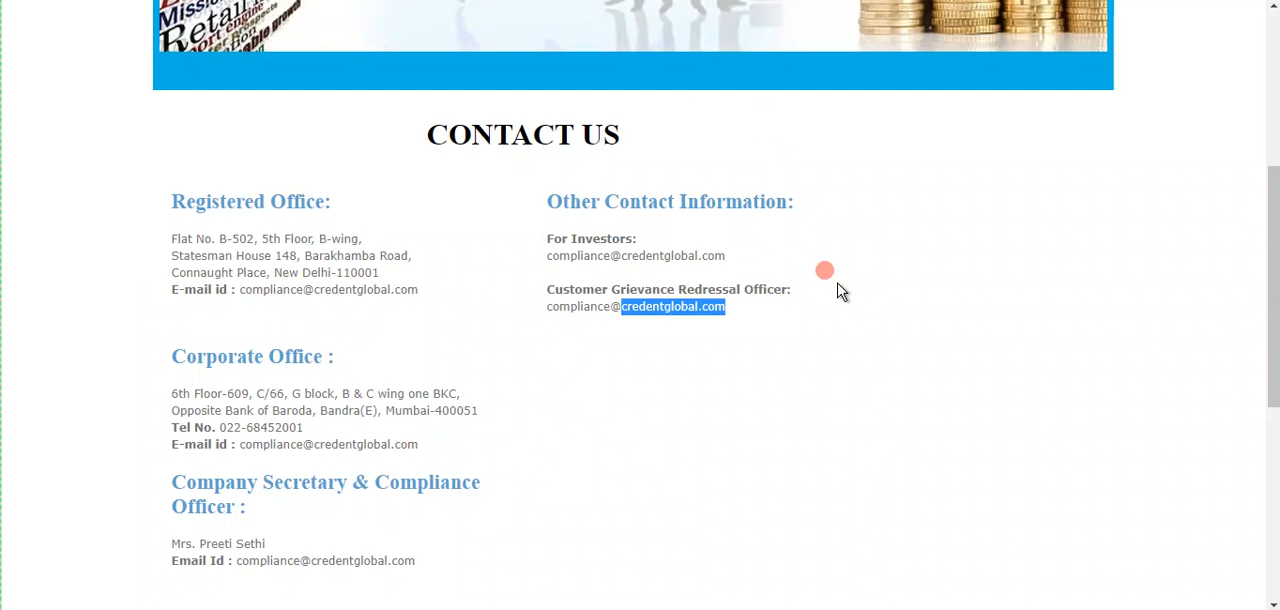 Mission
Retail
CONTACT US
Registered Office:
Flat No. B-502, 5th Floor, B-wing,
Statesman House 148, Barakhamba Road,
Connaught Place, New Delhi-110001
E-mail id : compliance@credentglobal.com
Other Contact Information:
For Investors:
compliance@credentglobal.com
Customer Grievance Redressal Officer:
compliance@credentglobal.com
Corporate Office :
6th Floor-609, C/66, G block, B & C wing one BKC,
Opposite Bank of Baroda, Bandra(E), Mumbai-400051
Tel No. 022-68452001
E-mail id : compliance@credentglobal.com
Company Secretary & Compliance
Officer :
Mrs. Preeti Sethi
Email Id : compliance@credentglobal.com